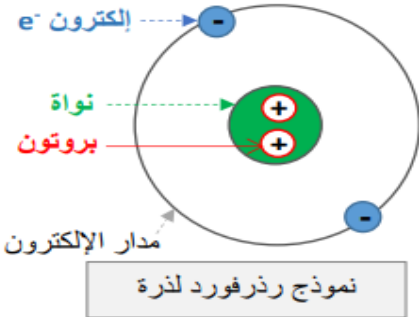 إلكترون e-
-
نواة
+
بروتون
+
-
مدار الإلكترون
نموذج رذرفورد لذرة